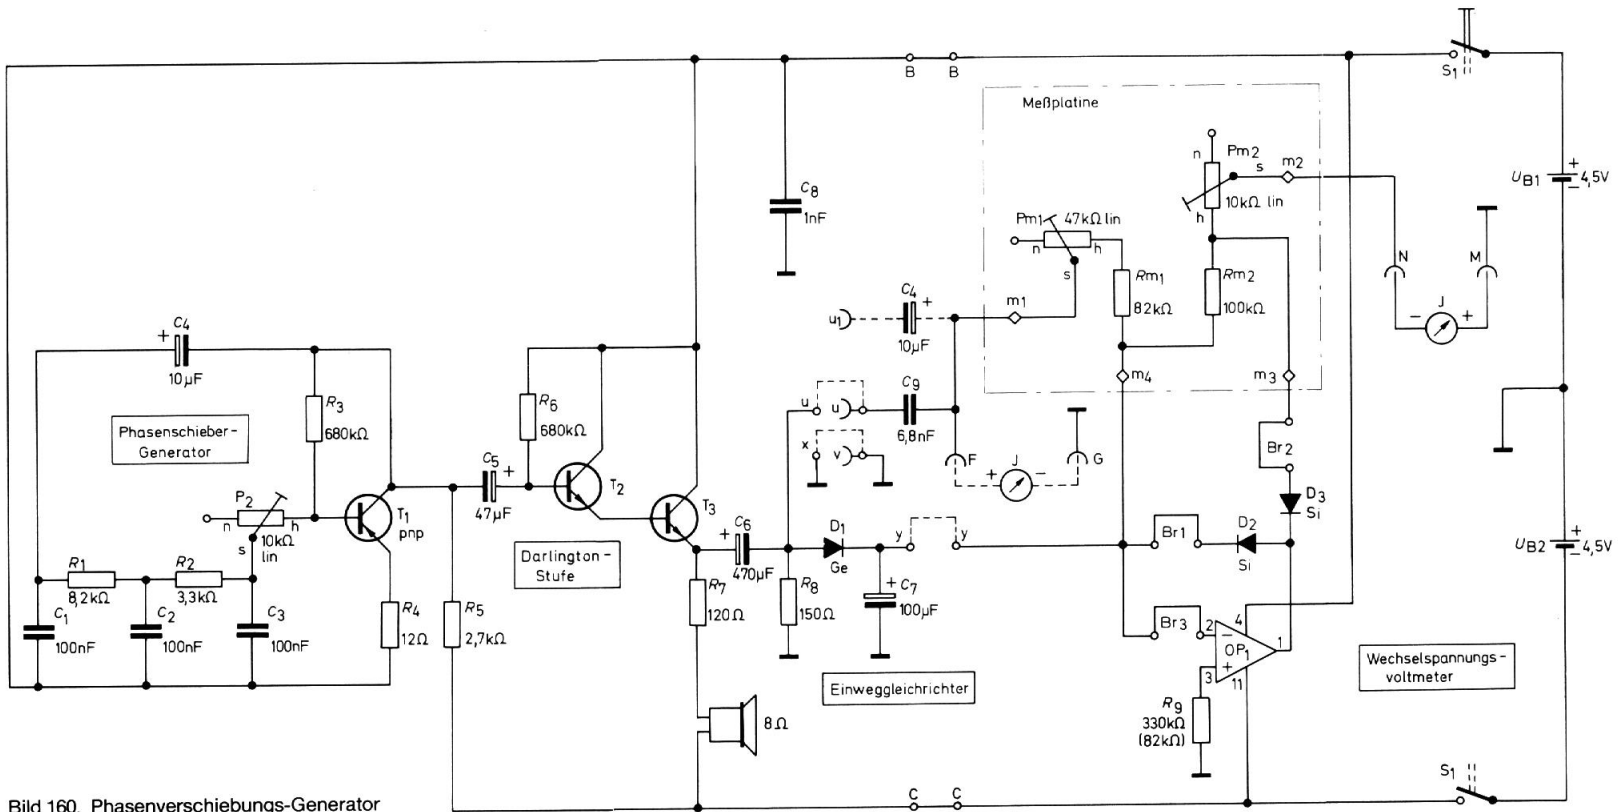 B
B
S1
Meßplatine
n
Pm2
s
m2
10kΩ lin
h
UB1
+
−
4,5V
C8
1nF
Pm1
47kΩ lin
n
h
s
Rm1
82kΩ
Rm2
100kΩ
N
M
J
−
+
C4
+
u1
10µF
m1
m4
m3
C4
+
10µF
R3
680kΩ
Phasenschieber-
Generator
R6
680kΩ
u
u
C9
6,8nF
x
v
F
G
+
J
−
Br2
C5
+
47µF
T2
P2
n
h
s
10kΩ
lin
T1
pnp
T3
D3
Si
Darlington-
Stufe
C6
+
470µF
D1
Ge
y
y
Br1
D2
Si
UB2
+
−
4,5V
R1
8,2kΩ
R2
3,3kΩ
C1
100nF
C2
100nF
C3
100nF
R4
12Ω
R5
2,7kΩ
R7
120Ω
R8
150Ω
C7
+
100µF
Br3
2
−
4
OP1
1
+
3
11
Wechselspannungs-
voltmeter
Einweggleichrichter
R9
330kΩ
(82kΩ)
8Ω
S1
C
C
Bild 160. Phasenverschiebungs-Generator